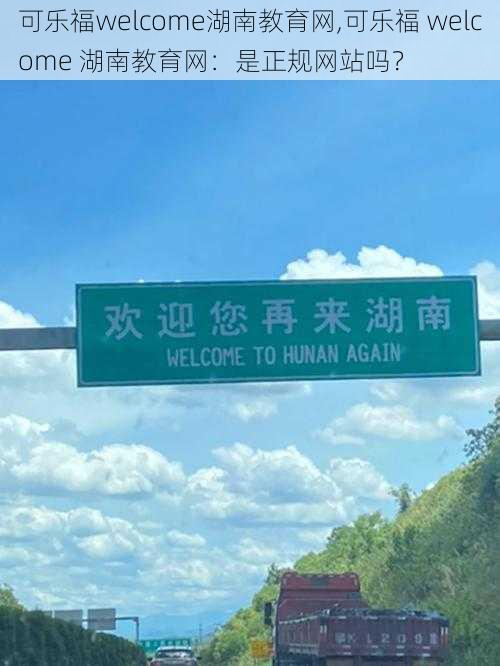 可乐福welcome湖南教育网,可乐福 welc
ome 湖南教育网：是正规网站吗？
欢迎您再来湖南
WELCOME TO HUNAN AGAIN